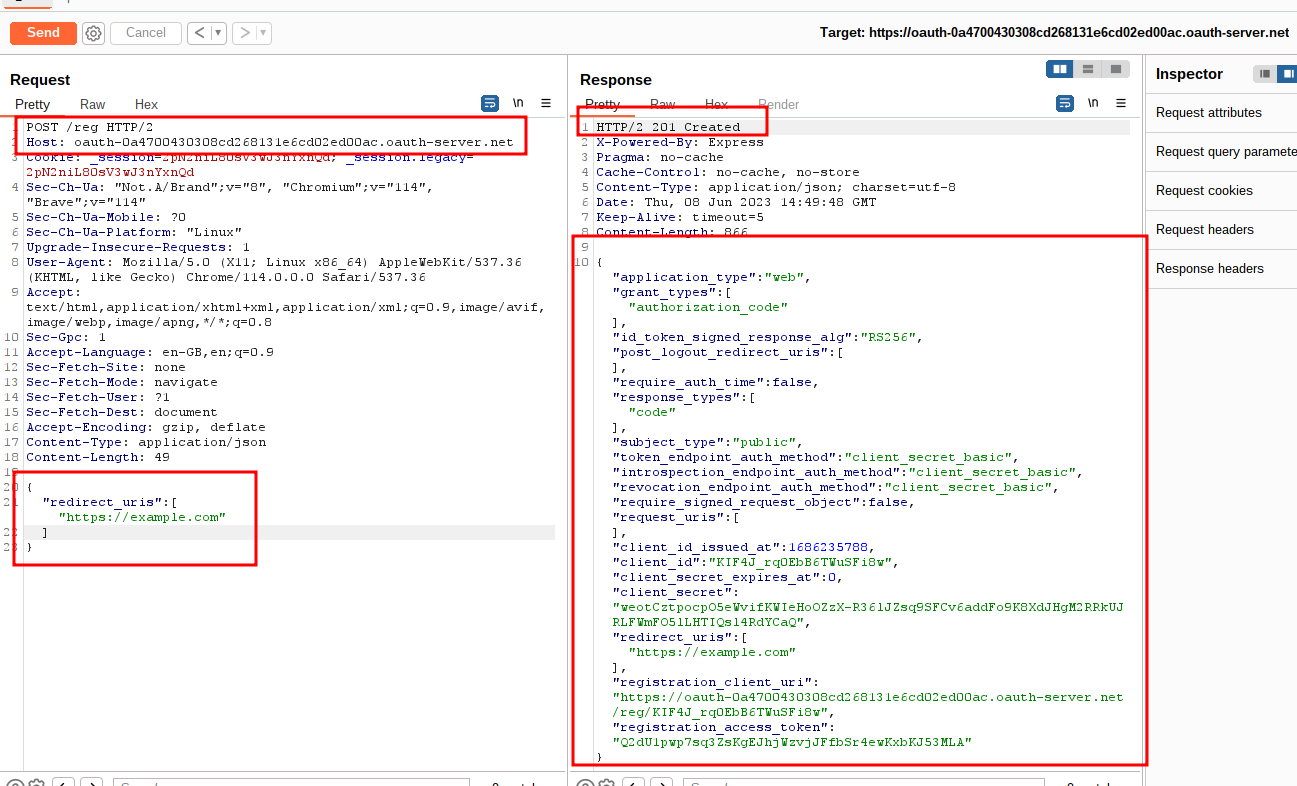 Send
Cancel
<
>
Target: https://oauth-0a4700430308cd268131e6cd02ed00ac.oauth-server.net
Request
Pretty Raw Hex
\n
1 POST /reg HTTP/2
2 Host: oauth-0a4700430308cd268131e6cd02ed00ac.oauth-server.net
3 Cookie: _session=2pN2niL8OsV3wJ3nYxnQd; _session.legacy=
2pN2niL8OsV3wJ3nYxnQd
4 Sec-Ch-Ua: "Not.A/Brand";v="8", "Chromium";v="114",
"Brave";v="114"
5 Sec-Ch-Ua-Mobile: ?0
6 Sec-Ch-Ua-Platform: "Linux"
7 Upgrade-Insecure-Requests: 1
8 User-Agent: Mozilla/5.0 (X11; Linux x86_64) AppleWebKit/537.36
(KHTML, like Gecko) Chrome/114.0.0.0 Safari/537.36
9 Accept:
text/html,application/xhtml+xml,application/xml;q=0.9,image/avif,
image/webp,image/apng,*/*;q=0.8
10 Sec-Gpc: 1
11 Accept-Language: en-GB,en;q=0.9
12 Sec-Fetch-Site: none
13 Sec-Fetch-Mode: navigate
14 Sec-Fetch-User: ?1
15 Sec-Fetch-Dest: document
16 Accept-Encoding: gzip, deflate
17 Content-Type: application/json
18 Content-Length: 49
19
20 {
21 "redirect_uris":[
"https://example.com"
22 ]
23 }
Response
Pretty Raw Hex Render
\n
1 HTTP/2 201 Created
2 X-Powered-By: Express
3 Pragma: no-cache
4 Cache-Control: no-cache, no-store
5 Content-Type: application/json; charset=utf-8
6 Date: Thu, 08 Jun 2023 14:49:48 GMT
7 Keep-Alive: timeout=5
8 Content-Length: 866
9
10 {
"application_type":"web",
"grant_types":[
"authorization_code"
],
"id_token_signed_response_alg":"RS256",
"post_logout_redirect_uris":[
],
"require_auth_time":false,
"response_types":[
"code"
],
"subject_type":"public",
"token_endpoint_auth_method":"client_secret_basic",
"introspection_endpoint_auth_method":"client_secret_basic",
"revocation_endpoint_auth_method":"client_secret_basic",
"require_signed_request_object":false,
"request_uris":[
],
"client_id_issued_at":1686235788,
"client_id":"KIF4J_rq0EbB6TWuSFi8w",
"client_secret_expires_at":0,
"client_secret":
"weotCztpocpO5eWvifKWIeHoOZzX-R36lJZsq9SFCv6addFo9K8XdJHgM2RRkUJ
RLFWmFO5lLHTIQsl4RdYCaQ",
"redirect_uris":[
"https://example.com"
],
"registration_client_uri":
"https://oauth-0a4700430308cd268131e6cd02ed00ac.oauth-server.net
/reg/KIF4J_rq0EbB6TWuSFi8w",
"registration_access_token":
"Q2dU1pwp7sq3ZsKgEJhjWzvjJFfbSr4ewKxbKJ53MLA"
}
Inspector
Request attributes
Request query paramete
Request cookies
Request headers
Response headers